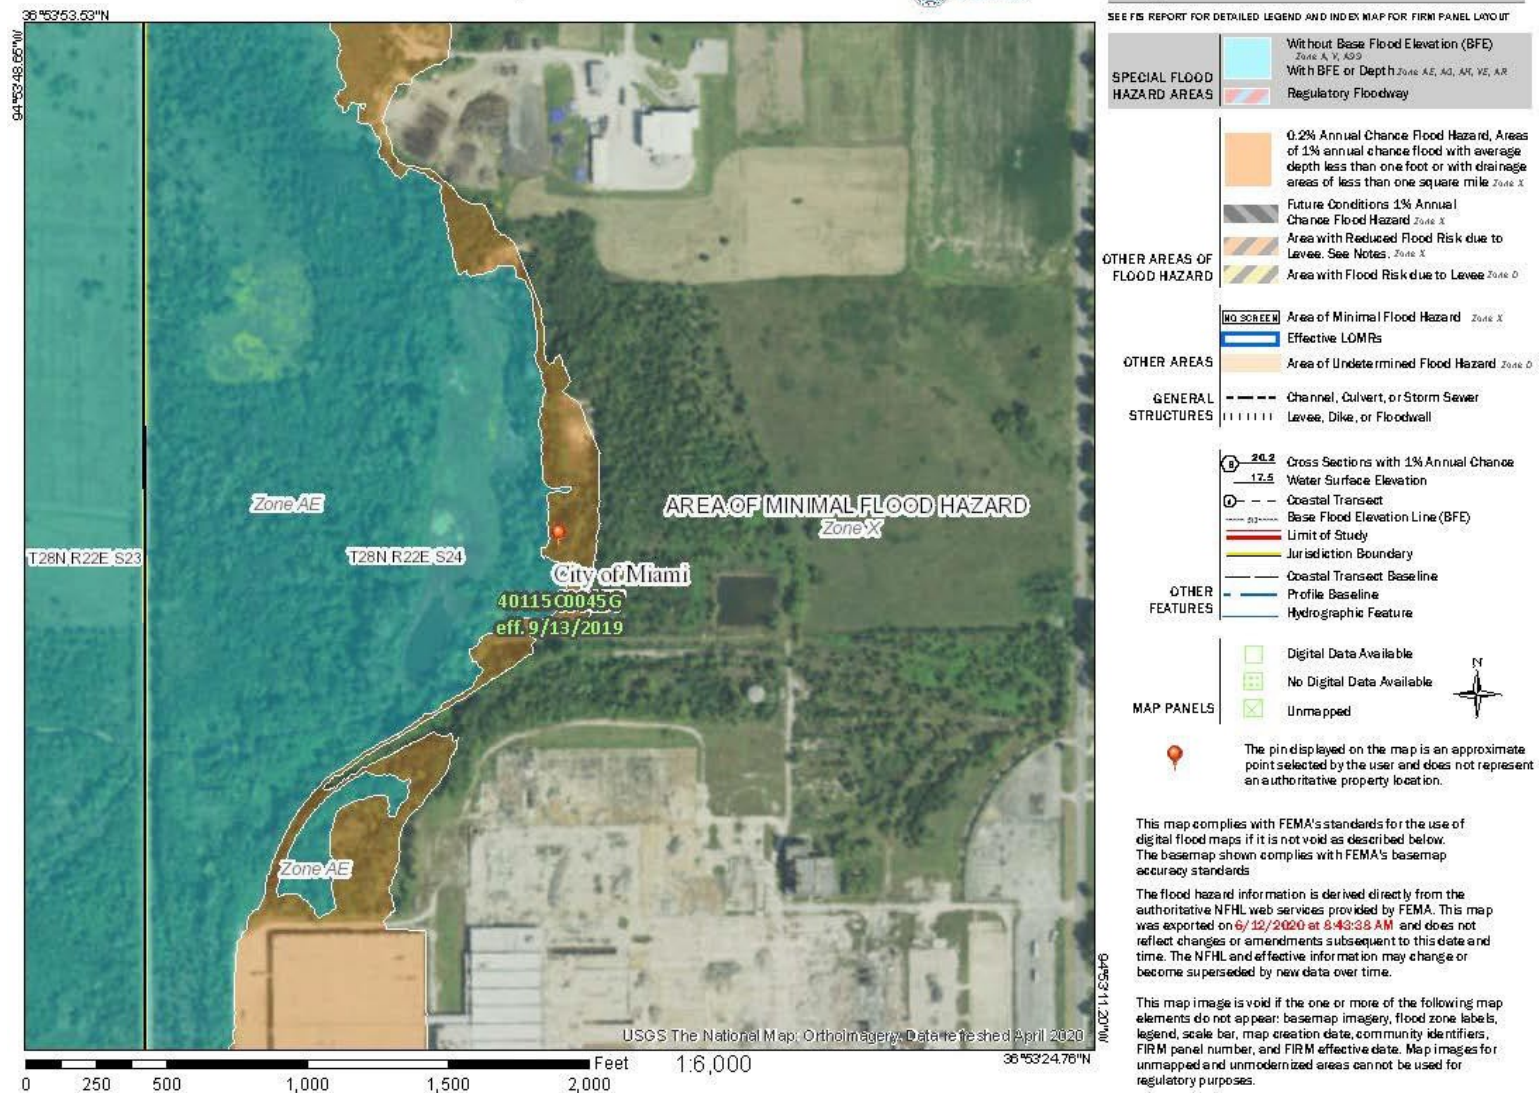 36°53'53.53"N
94°53'48.65"W
Zone AE
T28N R22E S23
T28N R22E S24
AREA OF MINIMAL FLOOD HAZARD
Zone X
City of Miami
40115C0045G
eff. 9/13/2019
Zone AE
USGS The National Map: Orthoimagery. Data refreshed April 2020
94°53'11.20"W
36°53'24.76"N
Feet
1:6,000
0
250
500
1,000
1,500
2,000
SEE FIS REPORT FOR DETAILED LEGEND AND INDEX MAP FOR FIRM PANEL LAYOUT
SPECIAL FLOOD
HAZARD AREAS
Without Base Flood Elevation (BFE)
Zone A, V, A99
With BFE or Depth Zone AE, AO, AH, VE, AR
Regulatory Floodway
OTHER AREAS OF
FLOOD HAZARD
0.2% Annual Chance Flood Hazard, Areas
of 1% annual chance flood with average
depth less than one foot or with drainage
areas of less than one square mile Zone X
Future Conditions 1% Annual
Chance Flood Hazard Zone X
Area with Reduced Flood Risk due to
Levee. See Notes. Zone X
Area with Flood Risk due to Levee Zone D
OTHER AREAS
NO SCREEN Area of Minimal Flood Hazard Zone X
Effective LOMRs
Area of Undetermined Flood Hazard Zone D
GENERAL
STRUCTURES
Channel, Culvert, or Storm Sewer
Levee, Dike, or Floodwall
OTHER
FEATURES
B 20.2 Cross Sections with 1% Annual Chance
17.5 Water Surface Elevation
Coastal Transect
513 Base Flood Elevation Line (BFE)
Limit of Study
Jurisdiction Boundary
Coastal Transect Baseline
Profile Baseline
Hydrographic Feature
MAP PANELS
Digital Data Available
No Digital Data Available
Unmapped
N
The pin displayed on the map is an approximate
point selected by the user and does not represent
an authoritative property location.
This map complies with FEMA's standards for the use of
digital flood maps if it is not void as described below.
The basemap shown complies with FEMA's basemap
accuracy standards
The flood hazard information is derived directly from the
authoritative NFHL web services provided by FEMA. This map
was exported on 6/12/2020 at 8:43:38 AM and does not
reflect changes or amendments subsequent to this date and
time. The NFHL and effective information may change or
become superseded by new data over time.
This map image is void if the one or more of the following map
elements do not appear: basemap imagery, flood zone labels,
legend, scale bar, map creation date, community identifiers,
FIRM panel number, and FIRM effective date. Map images for
unmapped and unmodernized areas cannot be used for
regulatory purposes.